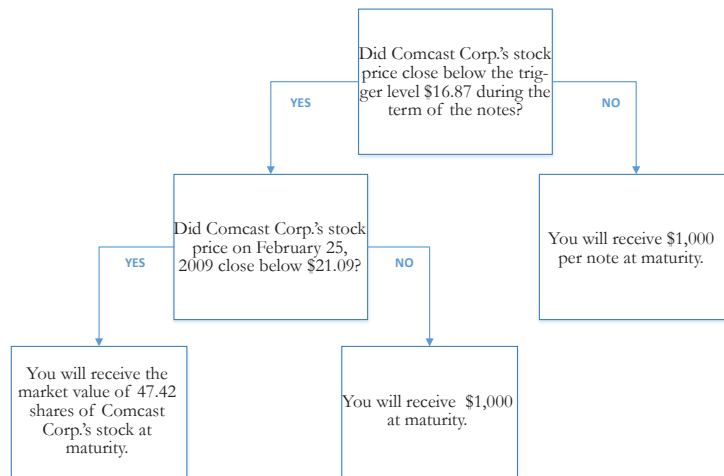 Did Comcast Corp.'s stock
price close below the trig-
ger level $16.87 during the
term of the notes?
YES
NO
Did Comcast Corp.'s stock
price on February 25,
2009 close below $21.09?
You will receive $1,000
per note at maturity.
YES
NO
You will receive the
market value of 47.42
shares of Comcast
Corp.'s stock at
maturity.
You will receive $1,000
at maturity.